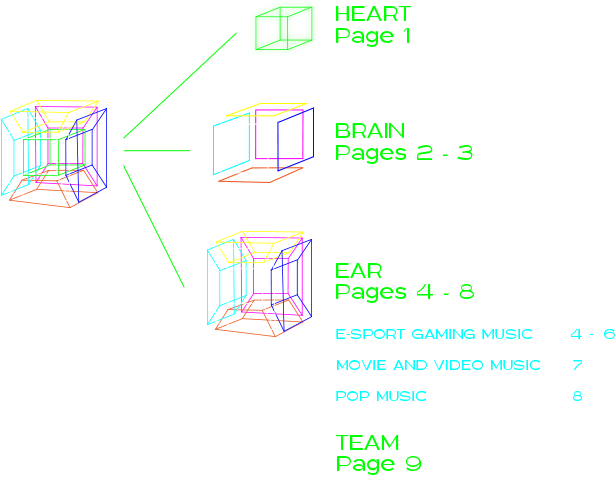 HEART
Page 1
BRAIN
Pages 2 - 3
EAR
Pages 4 - 8
E-SPORT GAMING MUSIC 4 - 6
MOVIE AND VIDEO MUSIC 7
POP MUSIC 8
TEAM
Page 9